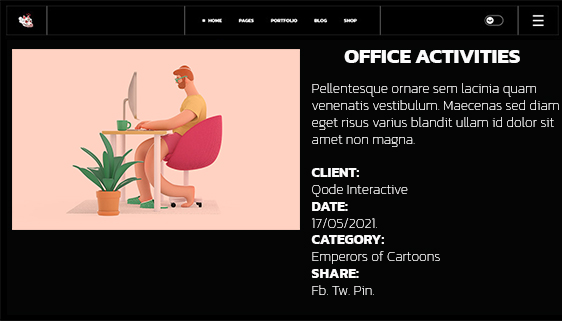 HOME PAGES PORTFOLIO BLOG SHOP
OFFICE ACTIVITIES
Pellentesque ornare sem lacinia quam
venenatis vestibulum. Maecenas sed diam
eget risus varius blandit ullam id dolor sit
amet non magna.
CLIENT:
Qode Interactive
DATE:
17/05/2021.
CATEGORY:
Emperors of Cartoons
SHARE:
Fb. Tw. Pin.